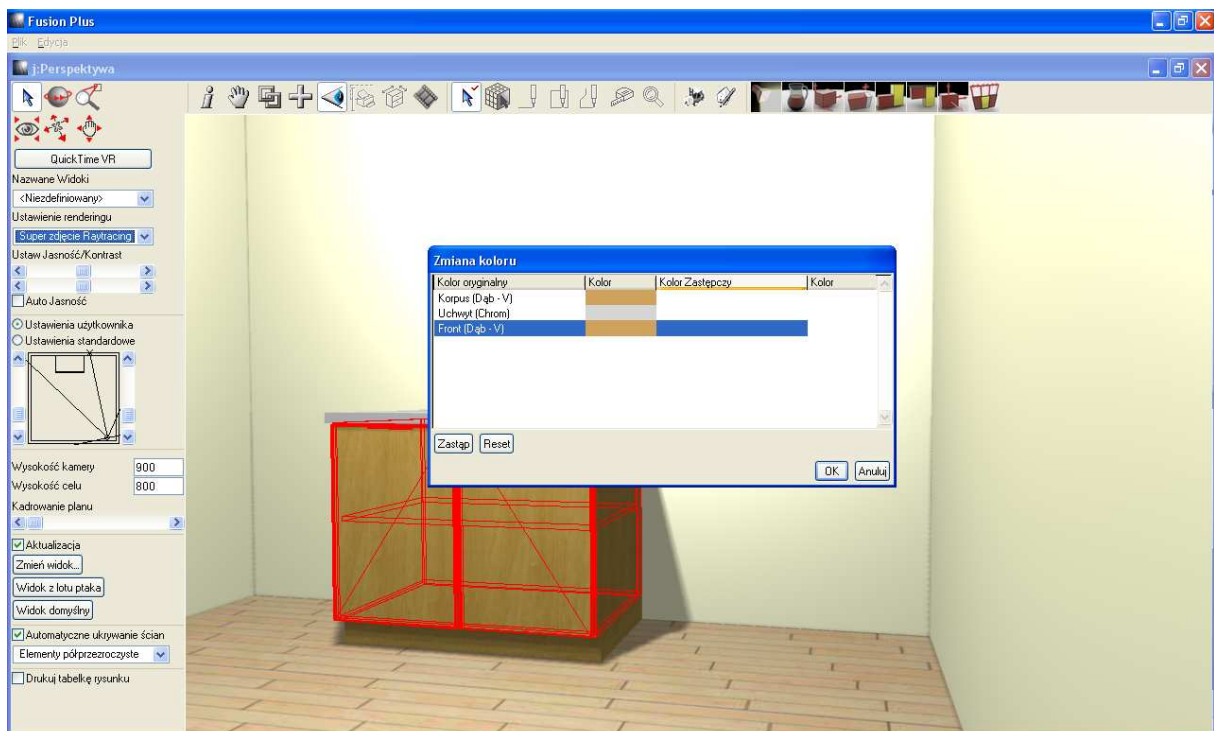 Fusion Plus
Plik Edycja
j:Perspektywa
QuickTime VR
Nazwane Widoki
<Niezdefiniowany>
Ustawienie renderingu
Super zdjęcie Raytracing
Ustaw Jasność/Kontrast
Auto Jasność
Ustawienia użytkownika
Ustawienia standardowe
Wysokość kamery 900
Wysokość celu 800
Kadrowanie planu
Aktualizacja
Zmień widok...
Widok z lotu ptaka
Widok domyślny
Automatyczne ukrywanie ścian
Elementy półprzezroczyste
Drukuj tabelkę rysunku
Zmiana koloru
Kolor oryginalny Kolor Kolor Zastępczy Kolor
Korpus (Dąb - V)
Uchwyt (Chrom)
Front (Dąb - V)
Zastąp Reset
OK Anuluj